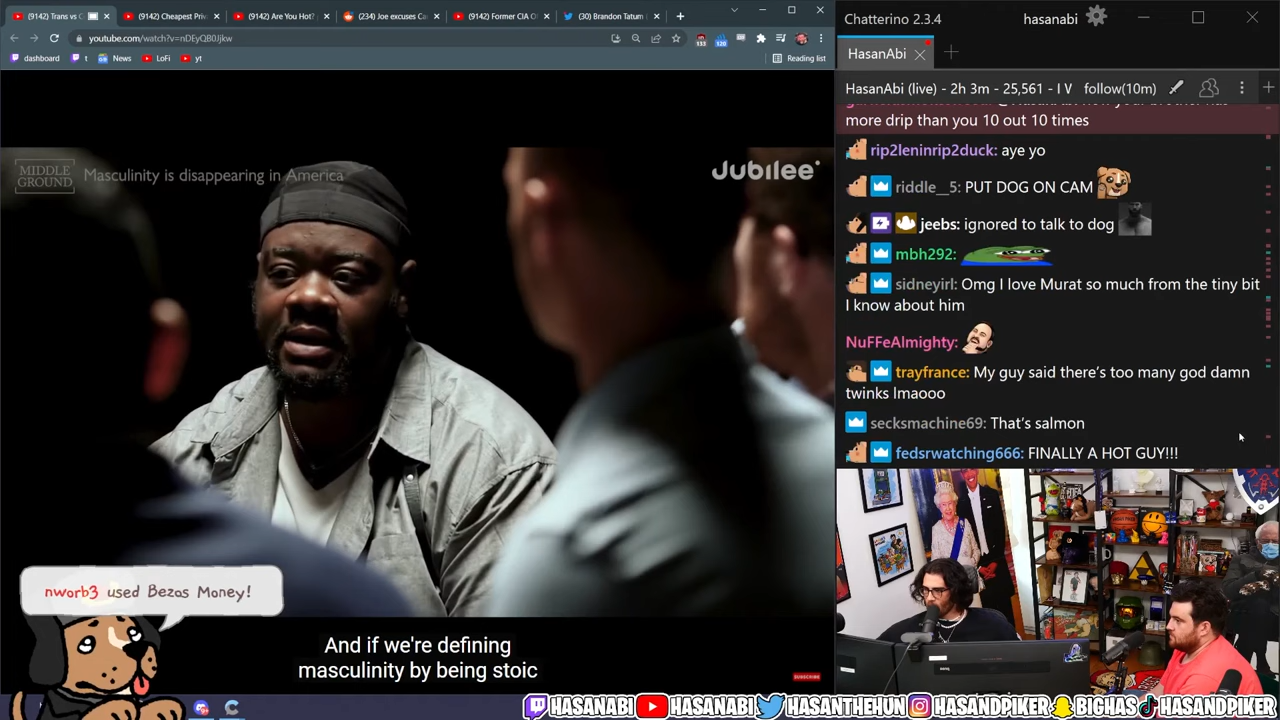 (9142) Trans vs C
(9142) Cheapest Priv
(9142) Are You Hot?
(234) Joe excuses Ca
(9142) Former CIA O
(30) Brandon Tatum
youtube.com/watch?v=nDEyQB0Jjkw
133
120
dashboard
t
News
LoFi
yt
Reading list
MIDDLE
GROUND
Masculinity is disappearing in America
Jubilee
nworb3 used Bezos Money!
And if we're defining
masculinity by being stoic
SUBSCRIBE
Chatterino 2.3.4
hasanabi
HasanAbi
HasanAbi (live) - 2h 3m - 25,561 - I V
follow(10m)
more drip than you 10 out 10 times
rip2leninrip2duck: aye yo
riddle__5: PUT DOG ON CAM
jeebs: ignored to talk to dog
mbh292:
sidneyirl: Omg I love Murat so much from the tiny bit
I know about him
NuFFeAlmighty:
trayfrance: My guy said there's too many god damn
twinks lmaooo
secksmachine69: That's salmon
fedsrwatching666: FINALLY A HOT GUY!!!
HASANABI
HASANABI
HASANTHEHUN
HASANDPIKER
BIGHAS
HASANDPIKER